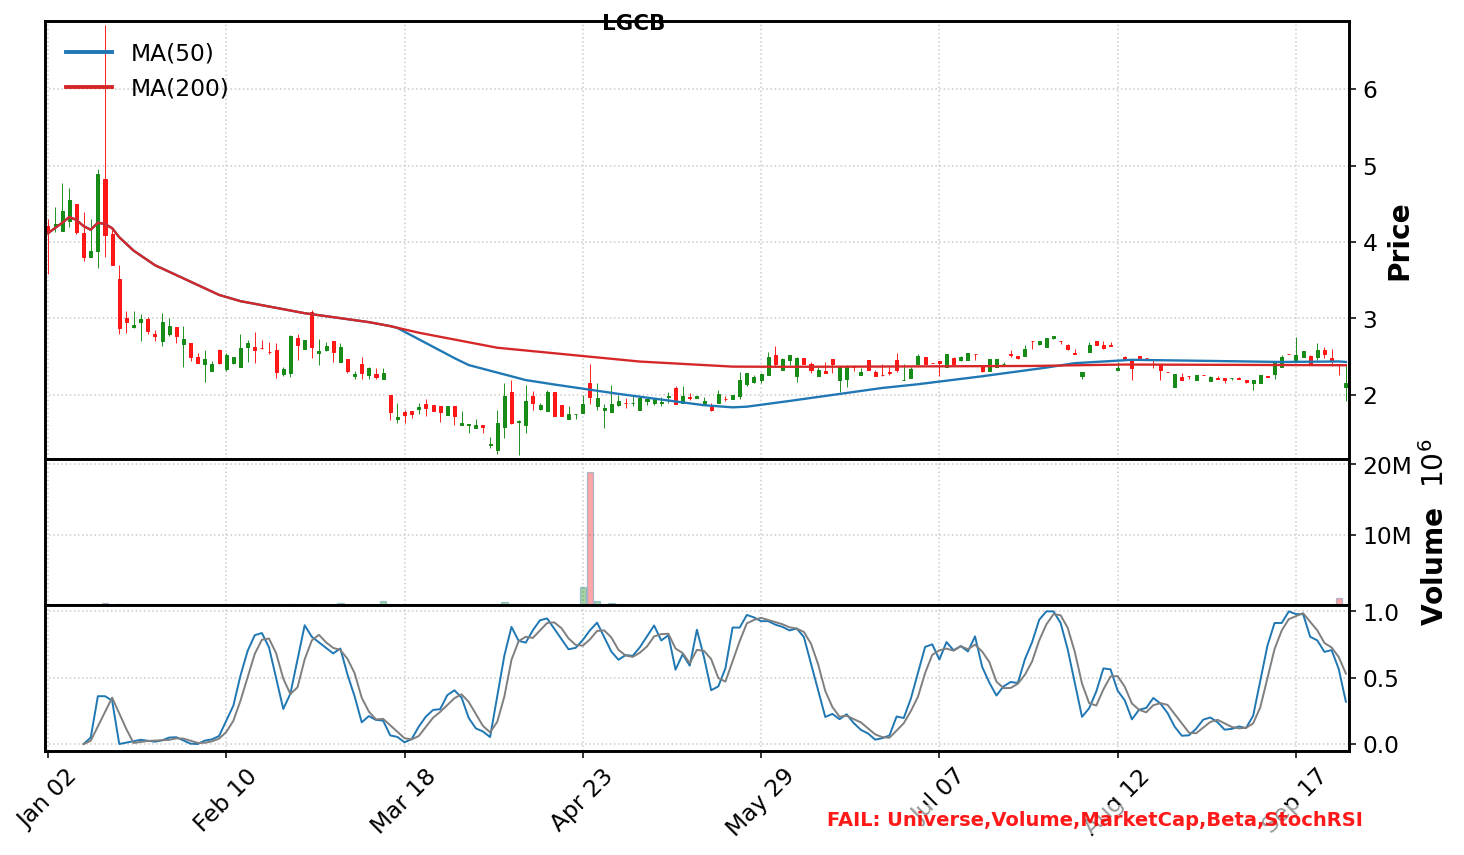 LGCB
MA(50)
MA(200)
6
5
4
3
2
Price
20M
10M
Volume 10^6
1.0
0.5
0.0
Jan 02
Feb 10
Mar 18
Apr 23
May 29
Jul 07
Aug 12
Sep 17
FAIL: Universe,Volume,MarketCap,Beta,StochRSI